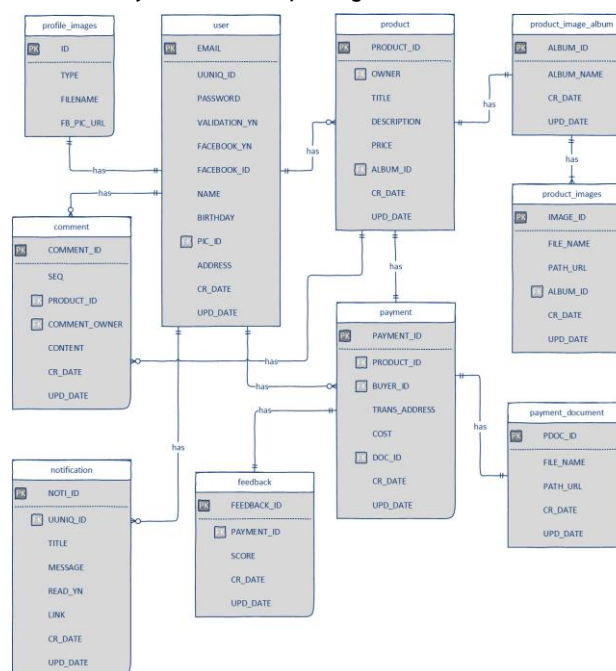 profile_images
PK ID
TYPE
FILENAME
FB_PIC_URL
user
PK EMAIL
UUNIQ_ID
PASSWORD
VALIDATION_YN
FACEBOOK_YN
FACEBOOK_ID
NAME
BIRTHDAY
PIC_ID
ADDRESS
CR_DATE
UPD_DATE
product
PK PRODUCT_ID
OWNER
TITLE
DESCRIPTION
PRICE
ALBUM_ID
CR_DATE
UPD_DATE
product_image_album
PK ALBUM_ID
ALBUM_NAME
CR_DATE
UPD_DATE
has
has
has
has
has
comment
PK COMMENT_ID
SEQ
PRODUCT_ID
COMMENT_OWNER
CONTENT
CR_DATE
UPD_DATE
product_images
PK IMAGE_ID
FILE_NAME
PATH_URL
ALBUM_ID
CR_DATE
UPD_DATE
has
has
has
has
has
has
payment
PK PAYMENT_ID
PRODUCT_ID
BUYER_ID
TRANS_ADDRESS
COST
DOC_ID
CR_DATE
UPD_DATE
payment_document
PK PDOC_ID
FILE_NAME
PATH_URL
CR_DATE
UPD_DATE
notification
PK NOTI_ID
UUNIQ_ID
TITLE
MESSAGE
READ_YN
LINK
CR_DATE
UPD_DATE
feedback
PK FEEDBACK_ID
PAYMENT_ID
SCORE
CR_DATE
UPD_DATE